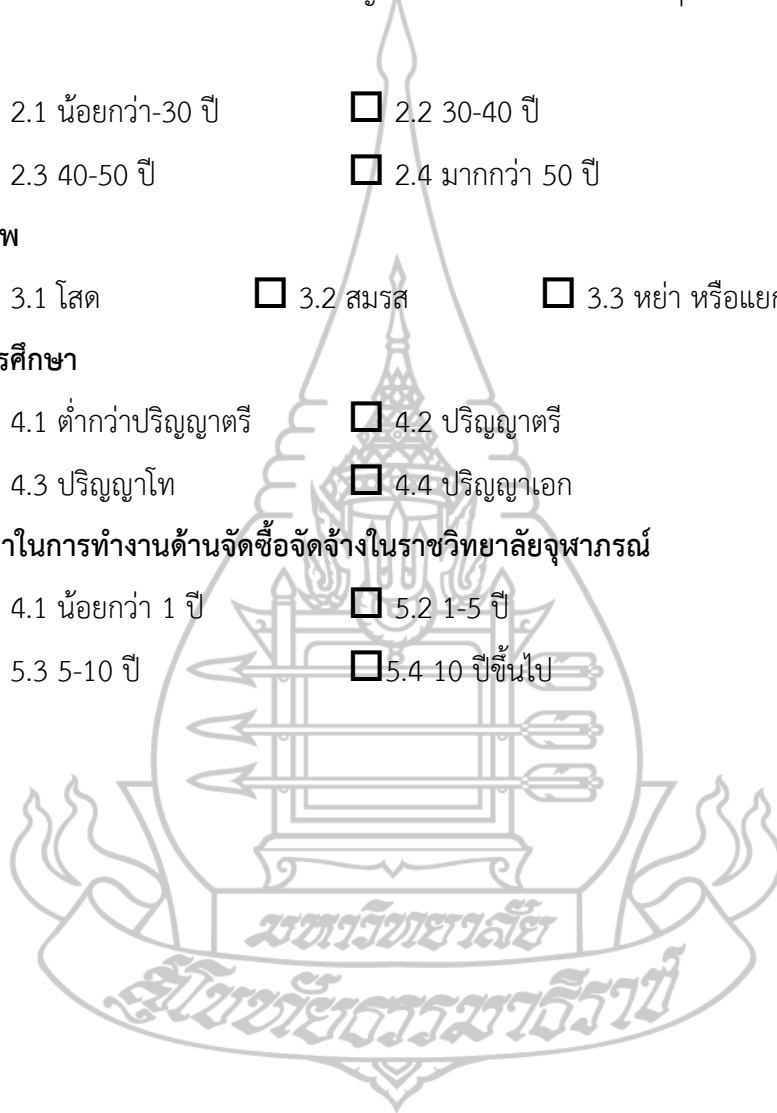 2.1 น้อยกว่า-30 ปี ☐ 2.2 30-40 ปี
2.3 40-50 ปี ☐ 2.4 มากกว่า 50 ปี
พ
3.1 โสด ☐ 3.2 สมรส ☐ 3.3 หย่า หรือแยก
รศึกษา
4.1 ต่ำกว่าปริญญาตรี ☐ 4.2 ปริญญาตรี
4.3 ปริญญาโท ☐ 4.4 ปริญญาเอก
าในการทำงานด้านจัดซื้อจัดจ้างในราชวิทยาลัยจุฬาภรณ์
4.1 น้อยกว่า 1 ปี ☐ 5.2 1-5 ปี
5.3 5-10 ปี ☐5.4 10 ปีขึ้นไป
มหาวิทยาลัย
สุโขทัยธรรมาธิราช